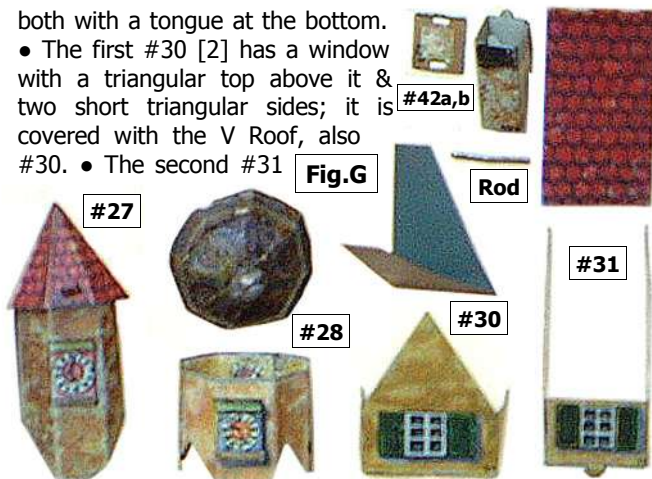 both with a tongue at the bottom.
● The first #30 [2] has a window
with a triangular top above it &
two short triangular sides; it is
covered with the V Roof, also
#30. ● The second #31
Fig.G
#42a,b
Rod
#27
#28
#30
#31